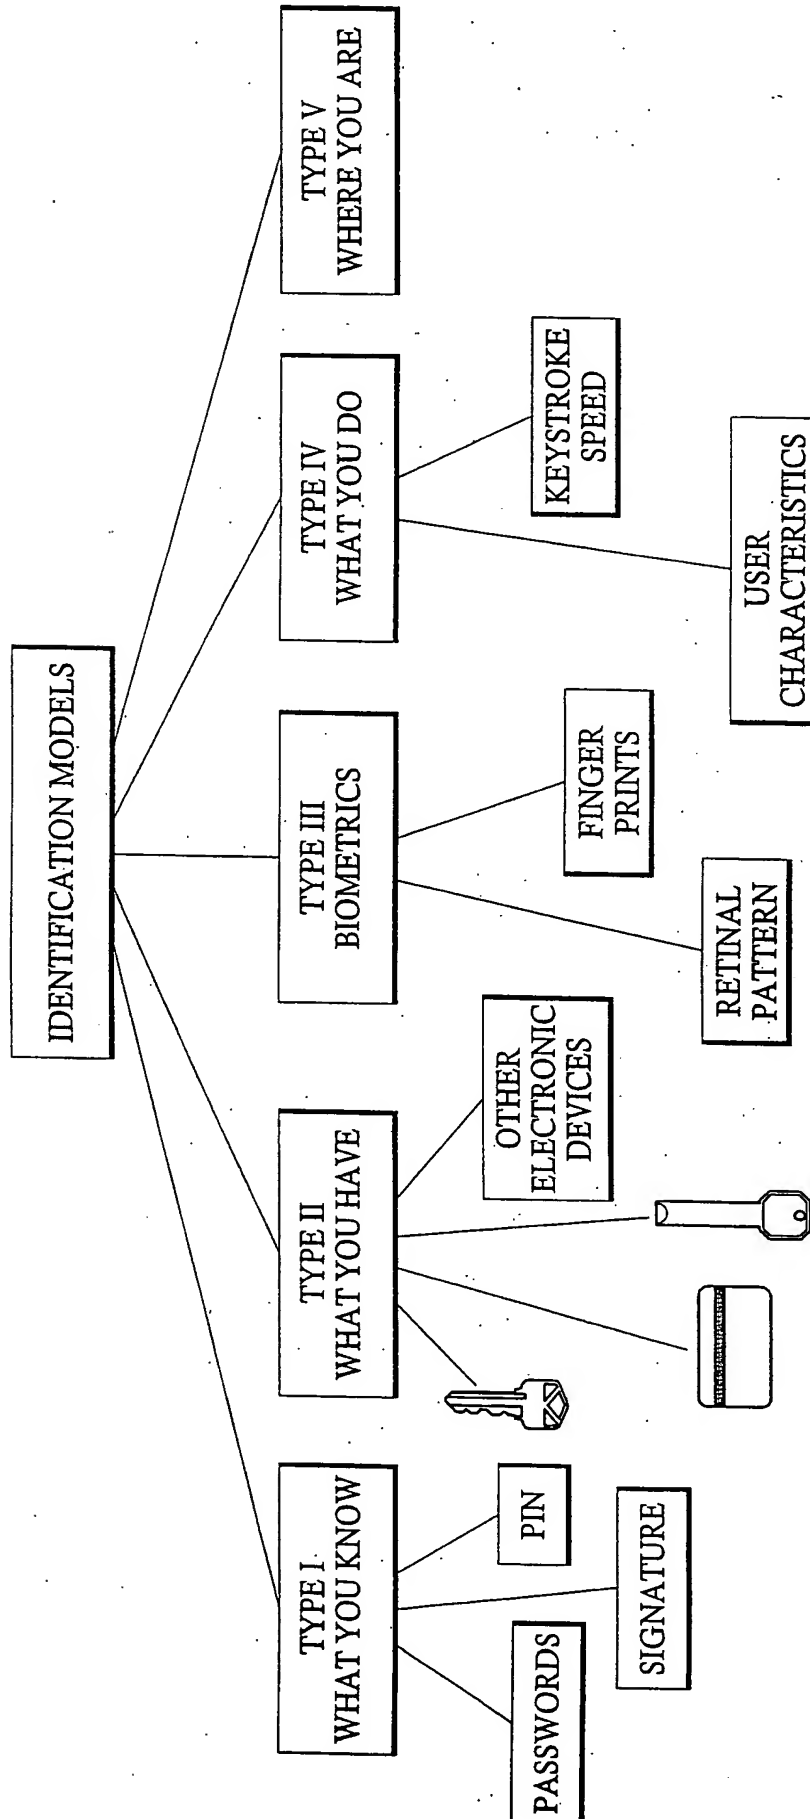 IDENTIFICATION MODELS
TYPE I
WHAT YOU KNOW
PASSWORDS
SIGNATURE
PIN
TYPE II
WHAT YOU HAVE
OTHER
ELECTRONIC
DEVICES
TYPE III
BIOMETRICS
RETINAL
PATTERN
FINGER
PRINTS
TYPE IV
WHAT YOU DO
USER
CHARACTERISTICS
KEYSTROKE
SPEED
TYPE V
WHERE YOU ARE